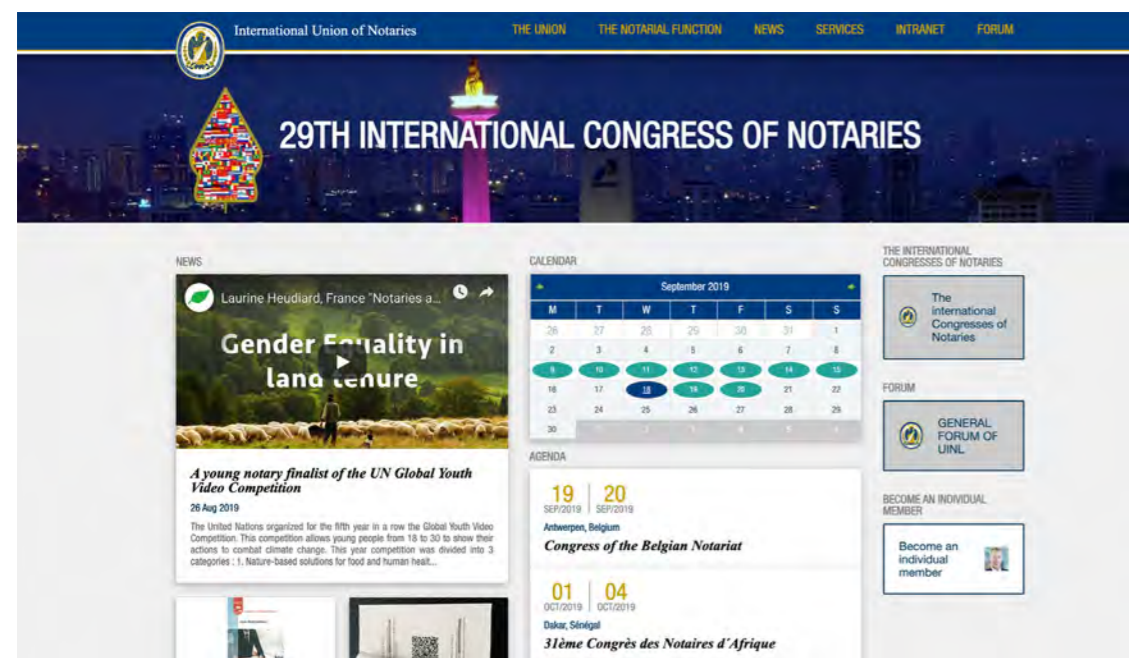 International Union of Notaries
THE UNION THE NOTARIAL FUNCTION NEWS SERVICES INTRANET FORUM
29TH INTERNATIONAL CONGRESS OF NOTARIES
NEWS
Laurine Heudiard, France "Notaries a...
Gender Equality in
land tenure
A young notary finalist of the UN Global Youth
Video Competition
26 Aug 2019
The United Nations organized for the fifth year in a row the Global Youth Video
Competition. This competition allows young people from 18 to 30 to show their
actions to combat climate change. This year competition was divided into 3
categories : 1. Nature-based solutions for food and human healt...
CALENDAR
September 2019
M T W T F S S
26 27 28 29 30 31 1
2 3 4 5 6 7 8
9 10 11 12 13 14 15
16 17 18 19 20 21 22
23 24 25 26 27 28 29
30 1 2 3 4 5 6
AGENDA
19 20
SEP/2019 SEP/2019
Antwerpen, Belgium
Congress of the Belgian Notariat
01 04
OCT/2019 OCT/2019
Dakar, Sénégal
31ème Congrès des Notaires d'Afrique
THE INTERNATIONAL
CONGRESSES OF NOTARIES
The
international
Congresses of
Notaries
FORUM
GENERAL
FORUM OF
UINL
BECOME AN INDIVIDUAL
MEMBER
Become an
individual
member